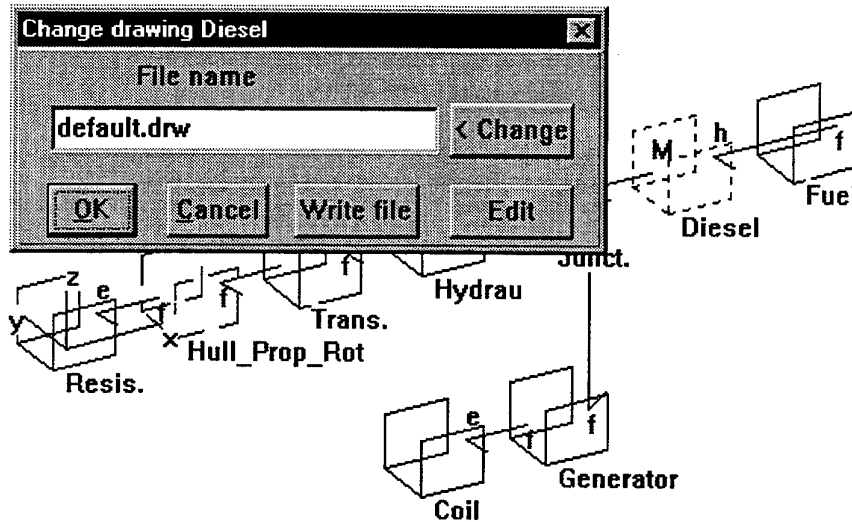 Change drawing Diesel
File name
default.drw
< Change
OK
Cancel
Write file
Edit
M
h
f
Fuel
Diesel
Junct.
f
Hydrau
z
e
f
f
Trans.
y
x
Hull_Prop_Rot
Resis.
e
f
f
Generator
Coil